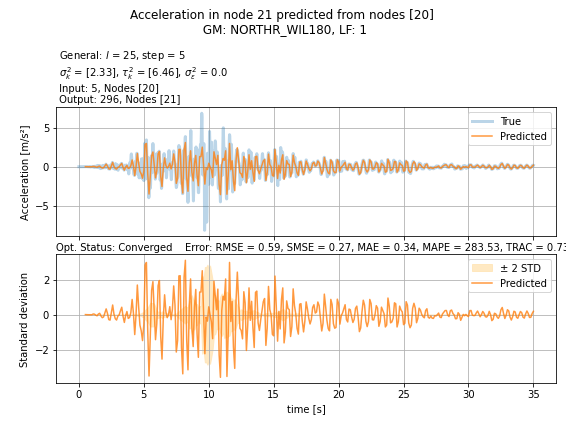 Acceleration in node 21 predicted from nodes [20]
GM: NORTHR_WIL180, LF: 1
General: l = 25, step = 5
σ²ₖ = [2.33], τ²ₖ = [6.46], σ²ε = 0.0
Input: 5, Nodes [20]
Output: 296, Nodes [21]
Acceleration [m/s²]
5
0
−5
True
Predicted
Opt. Status: Converged    Error: RMSE = 0.59, SMSE = 0.27, MAE = 0.34, MAPE = 283.53, TRAC = 0.73
Standard deviation
2
0
−2
± 2 STD
Predicted
0 5 10 15 20 25 30 35
time [s]